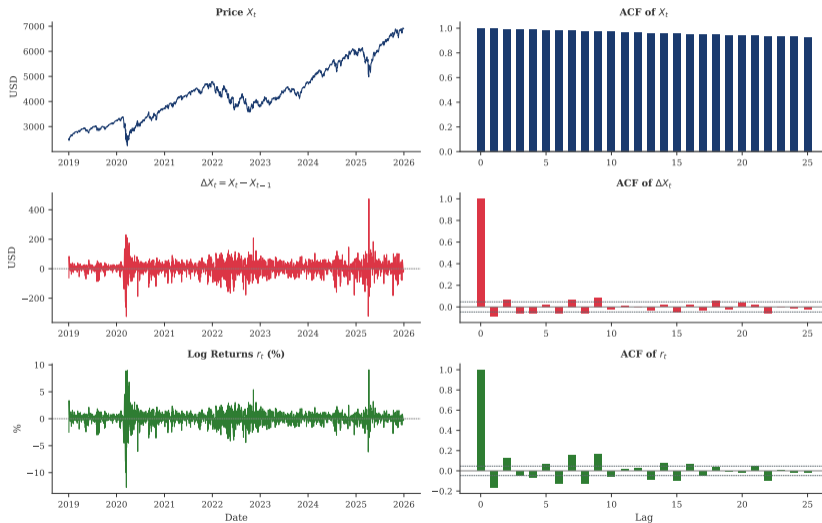 Price X_t
USD
7000
6000
5000
4000
3000
2019 2020 2021 2022 2023 2024 2025 2026
ACF of X_t
1.0
0.8
0.6
0.4
0.2
0.0
0 5 10 15 20 25
ΔX_t = X_t − X_{t−1}
USD
400
200
0
−200
2019 2020 2021 2022 2023 2024 2025 2026
ACF of ΔX_t
1.0
0.8
0.6
0.4
0.2
0.0
0 5 10 15 20 25
Log Returns r_t (%)
%
10
5
0
−5
−10
2019 2020 2021 2022 2023 2024 2025 2026
Date
ACF of r_t
1.0
0.8
0.6
0.4
0.2
0.0
−0.2
0 5 10 15 20 25
Lag